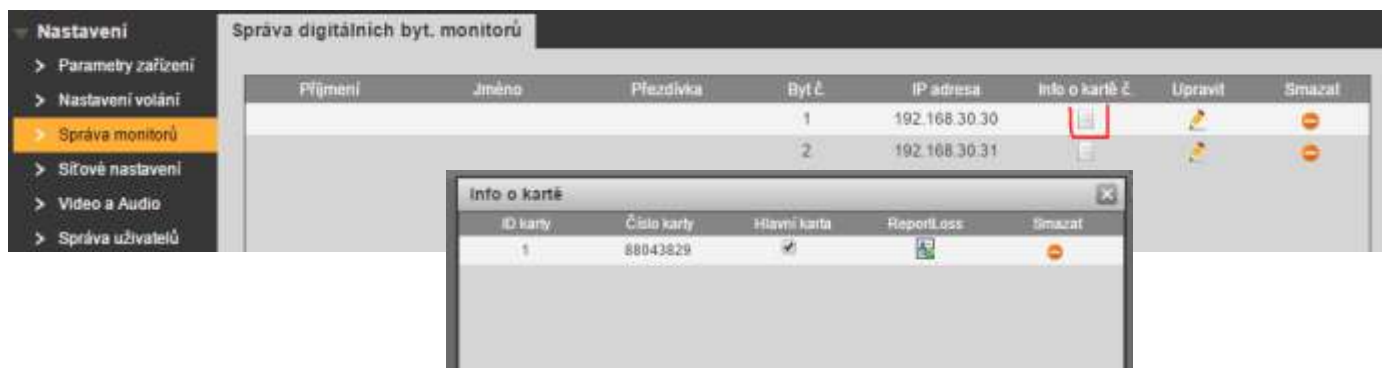 Nastavení
Správa digitálních byt. monitorů
> Parametry zařízení
> Nastavení volání
> Správa monitorů
> Síťové nastavení
> Video a Audio
> Správa uživatelů
Příjmení Jméno Přezdívka Byt č. IP adresa Info o kartě č. Upravit Smazat
1 192.168.30.30
2 192.168.30.31
Info o kartě
ID karty Číslo karty Hlavní karta ReportLoss Smazat
1 88043829